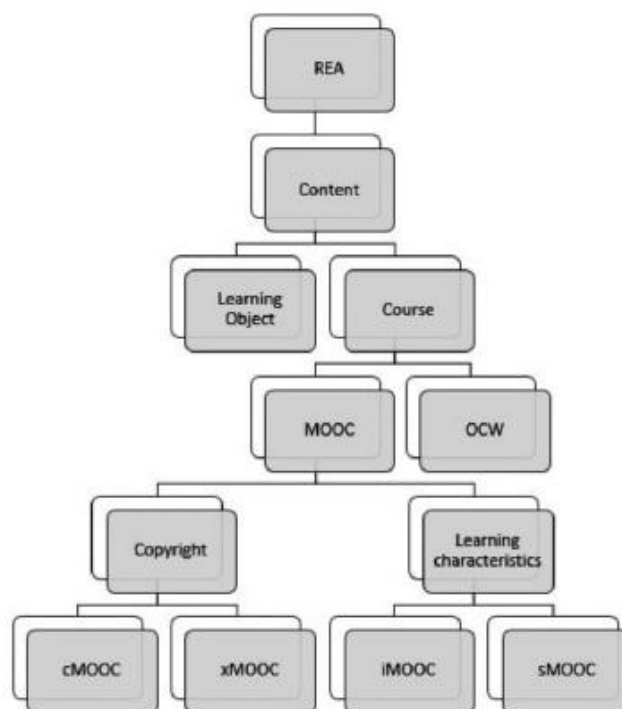 REA
Content
Learning
Object
Course
MOOC
OCW
Copyright
Learning
characteristics
cMOOC
xMOOC
iMOOC
sMOOC